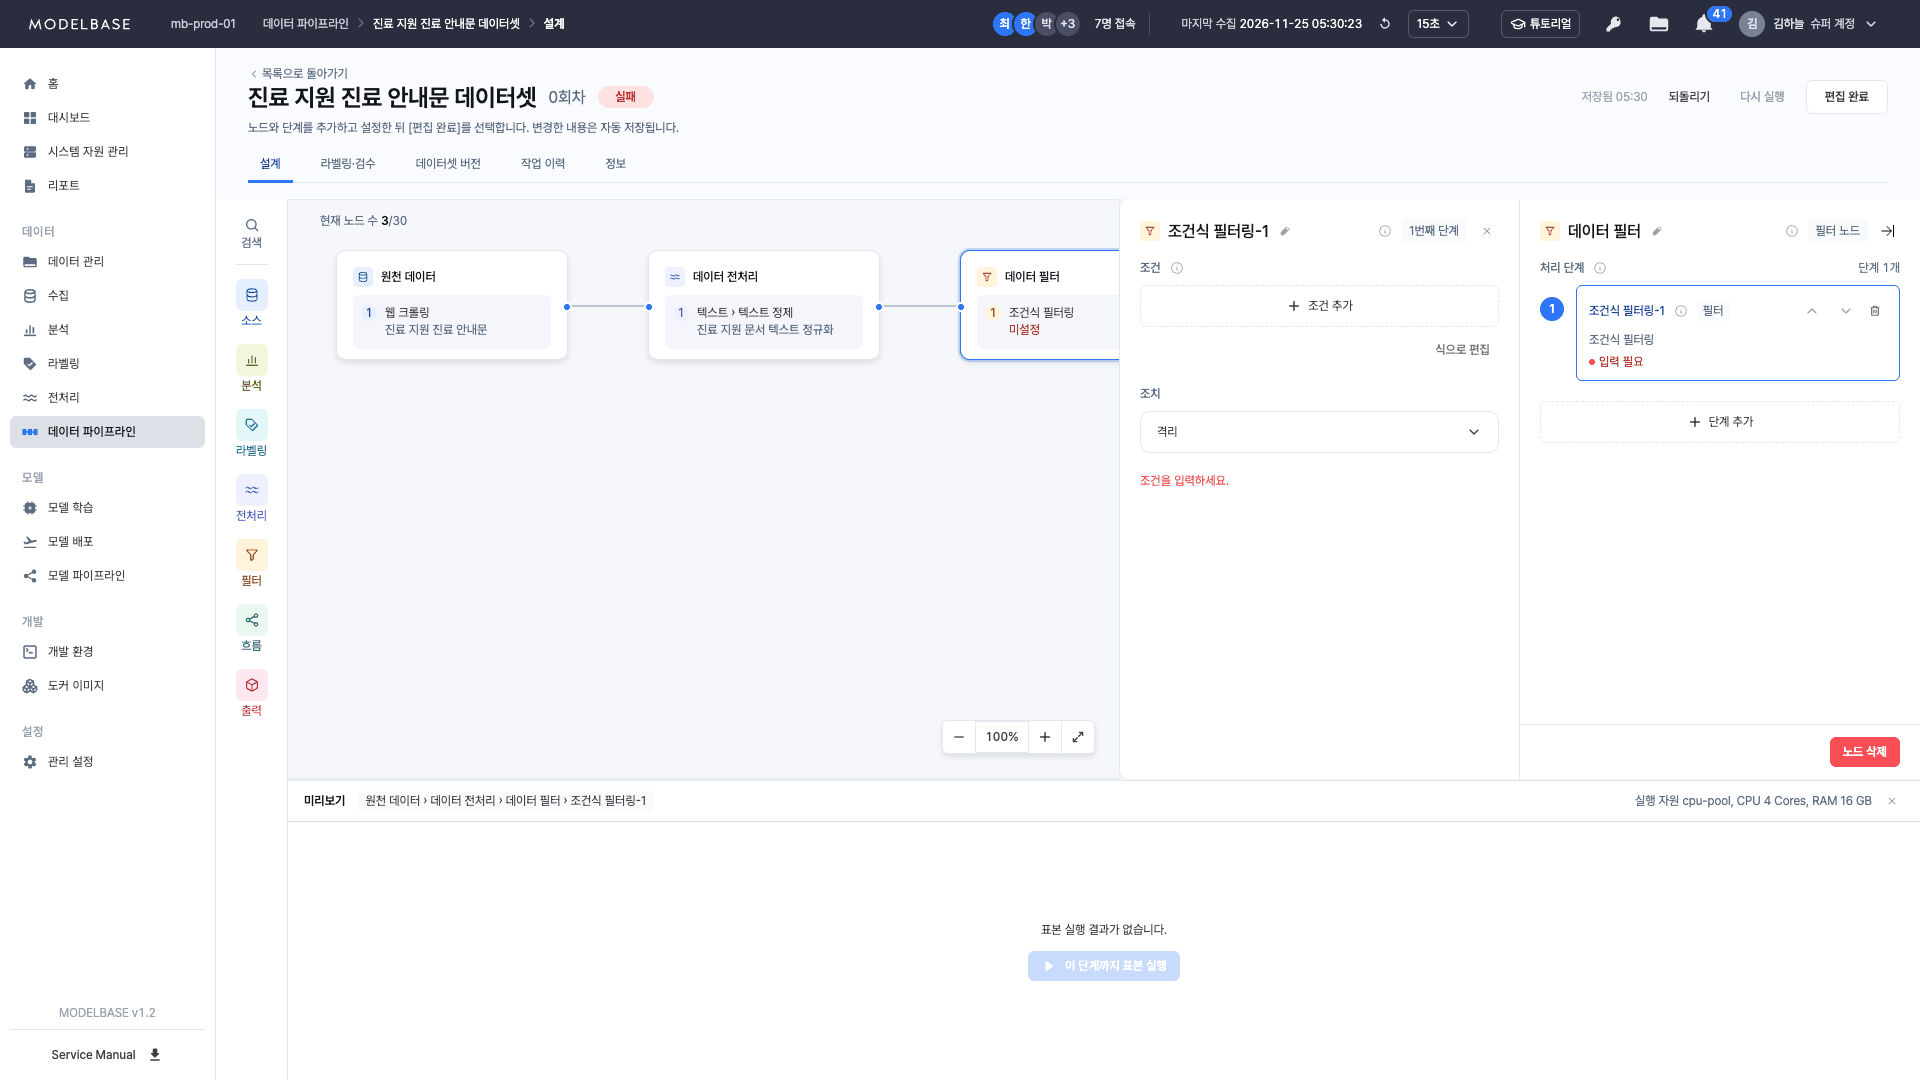 MODELBASE
mb-prod-01
데이터 파이프라인 > 진료 지원 진료 안내문 데이터셋 > 설계
최 한 박 +3
7명 접속
마지막 수집 2026-11-25 05:30:23
15초
튜토리얼
41
김
김하늘 슈퍼 계정
홈
대시보드
시스템 자원 관리
리포트
데이터
데이터 관리
수집
분석
라벨링
전처리
데이터 파이프라인
모델
모델 학습
모델 배포
모델 파이프라인
개발
개발 환경
도커 이미지
설정
관리 설정
MODELBASE v1.2
Service Manual
목록으로 돌아가기
진료 지원 진료 안내문 데이터셋 0회차 실패
노드와 단계를 추가하고 설정한 뒤 [편집 완료]를 선택합니다. 변경한 내용은 자동 저장됩니다.
저장됨 05:30
되돌리기
다시 실행
편집 완료
설계
라벨링·검수
데이터셋 버전
작업 이력
정보
검색
소스
분석
라벨링
전처리
필터
흐름
출력
현재 노드 수 3/30
원천 데이터
1 웹 크롤링
진료 지원 진료 안내문
데이터 전처리
1 텍스트 › 텍스트 정제
진료 지원 문서 텍스트 정규화
데이터 필터
1 조건식 필터링
미설정
100%
조건식 필터링-1
1번째 단계
조건
조건 추가
식으로 편집
조치
격리
조건을 입력하세요.
데이터 필터
필터 노드
처리 단계
단계 1개
1
조건식 필터링-1 필터
조건식 필터링
입력 필요
단계 추가
노드 삭제
미리보기
원천 데이터 › 데이터 전처리 › 데이터 필터 › 조건식 필터링-1
실행 자원 cpu-pool, CPU 4 Cores, RAM 16 GB
표본 실행 결과가 없습니다.
이 단계까지 표본 실행